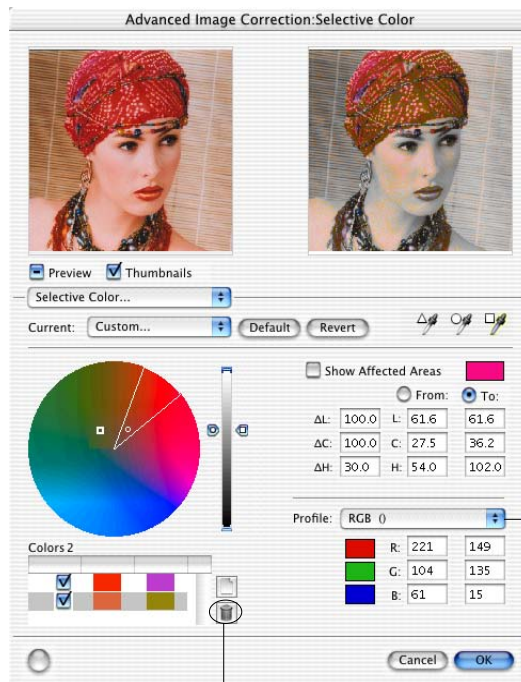 Advanced Image Correction:Selective Color
Preview Thumbnails
Selective Color...
Current: Custom... Default Revert
Show Affected Areas
From: To:
ΔL: 100.0 L: 61.6 61.6
ΔC: 100.0 C: 27.5 36.2
ΔH: 30.0 H: 54.0 102.0
Profile: RGB ()
R: 221 149
G: 104 135
B: 61 15
Colors 2
Cancel OK